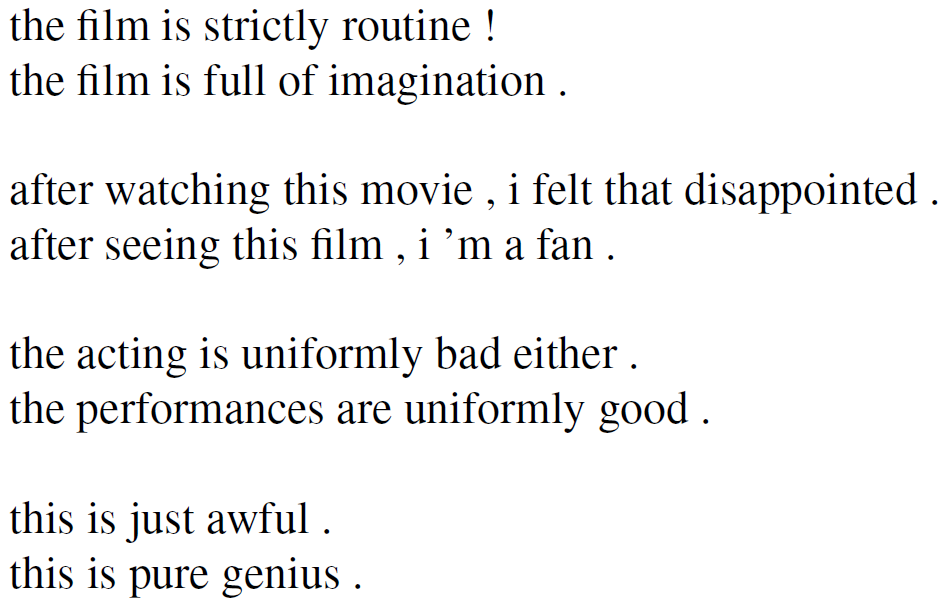 the film is strictly routine !
the film is full of imagination .
after watching this movie , i felt that disappointed .
after seeing this film , i ’m a fan .
the acting is uniformly bad either .
the performances are uniformly good .
this is just awful .
this is pure genius .